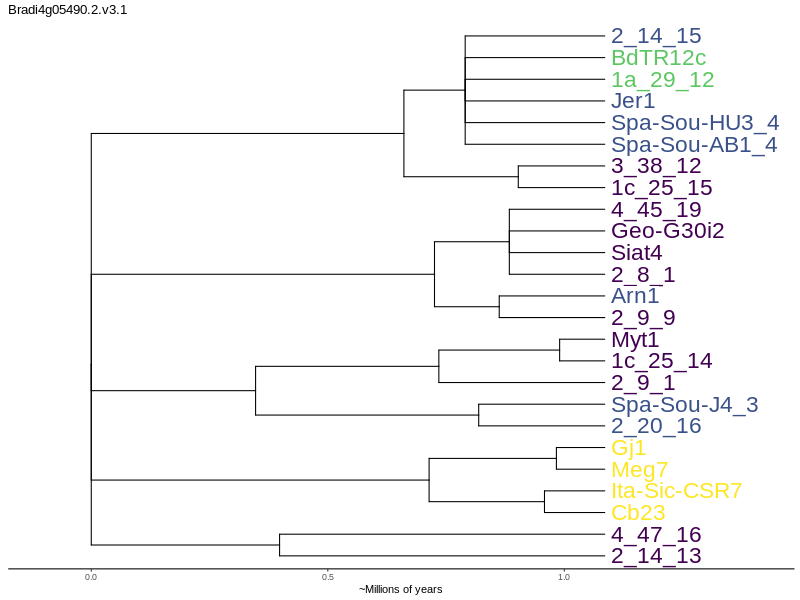 Bradi4g05490.2.v3.1
2_14_15
BdTR12c
1a_29_12
Jer1
Spa-Sou-HU3_4
Spa-Sou-AB1_4
3_38_12
1c_25_15
4_45_19
Geo-G30i2
Siat4
2_8_1
Arn1
2_9_9
Myt1
1c_25_14
2_9_1
Spa-Sou-J4_3
2_20_16
Gj1
Meg7
Ita-Sic-CSR7
Cb23
4_47_16
2_14_13
0.0 0.5 1.0
~Millions of years